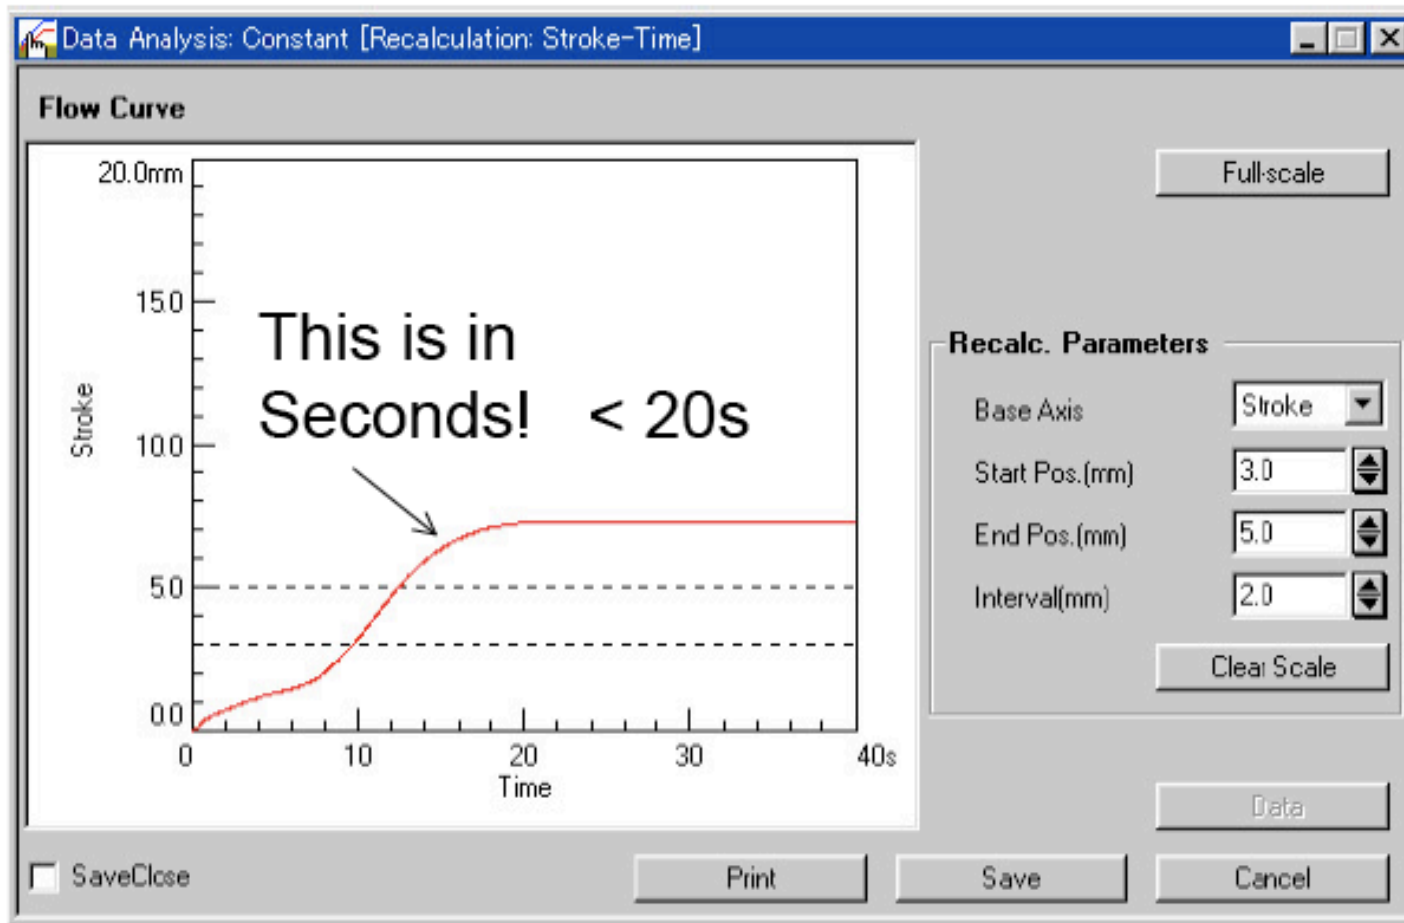 Data Analysis: Constant [Recalculation: Stroke-Time]
Flow Curve
20.0mm
15.0
10.0
5.0
0.0
Stroke
This is in
Seconds! < 20s
0 10 20 30 40s
Time
Full-scale
Recalc. Parameters
Base Axis Stroke
Start Pos.(mm) 3.0
End Pos.(mm) 5.0
Interval(mm) 2.0
Clear Scale
Data
SaveClose
Print
Save
Cancel